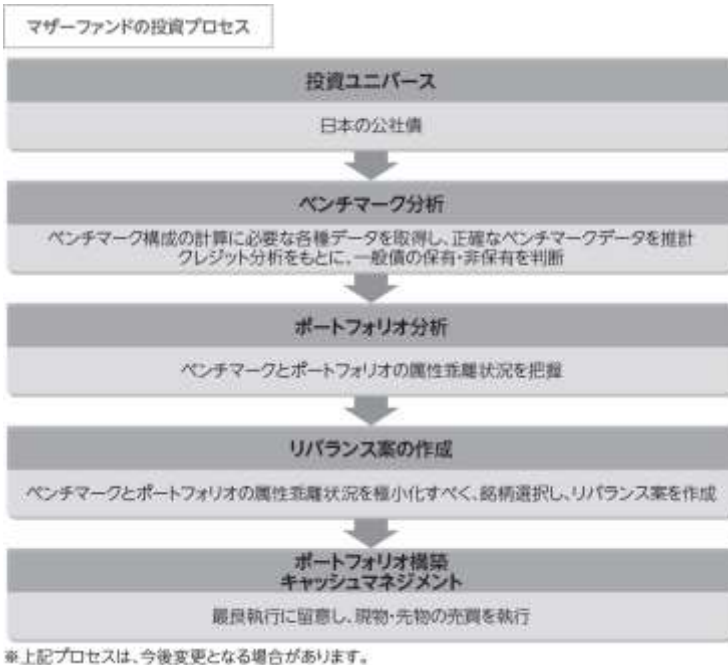 マザーファンドの投資プロセス
投資ユニバース
日本の公社債
ベンチマーク分析
ベンチマーク構成の計算に必要な各種データを取得し、正確なベンチマークデータを推計
クレジット分析をもとに、一般債の保有・非保有を判断
ポートフォリオ分析
ベンチマークとポートフォリオの属性乖離状況を把握
リバランス案の作成
ベンチマークとポートフォリオの属性乖離状況を極小化すべく、銘柄選択し、リバランス案を作成
ポートフォリオ構築
キャッシュマネジメント
最良執行に留意し、現物・先物の売買を執行
※上記プロセスは、今後変更となる場合があります。